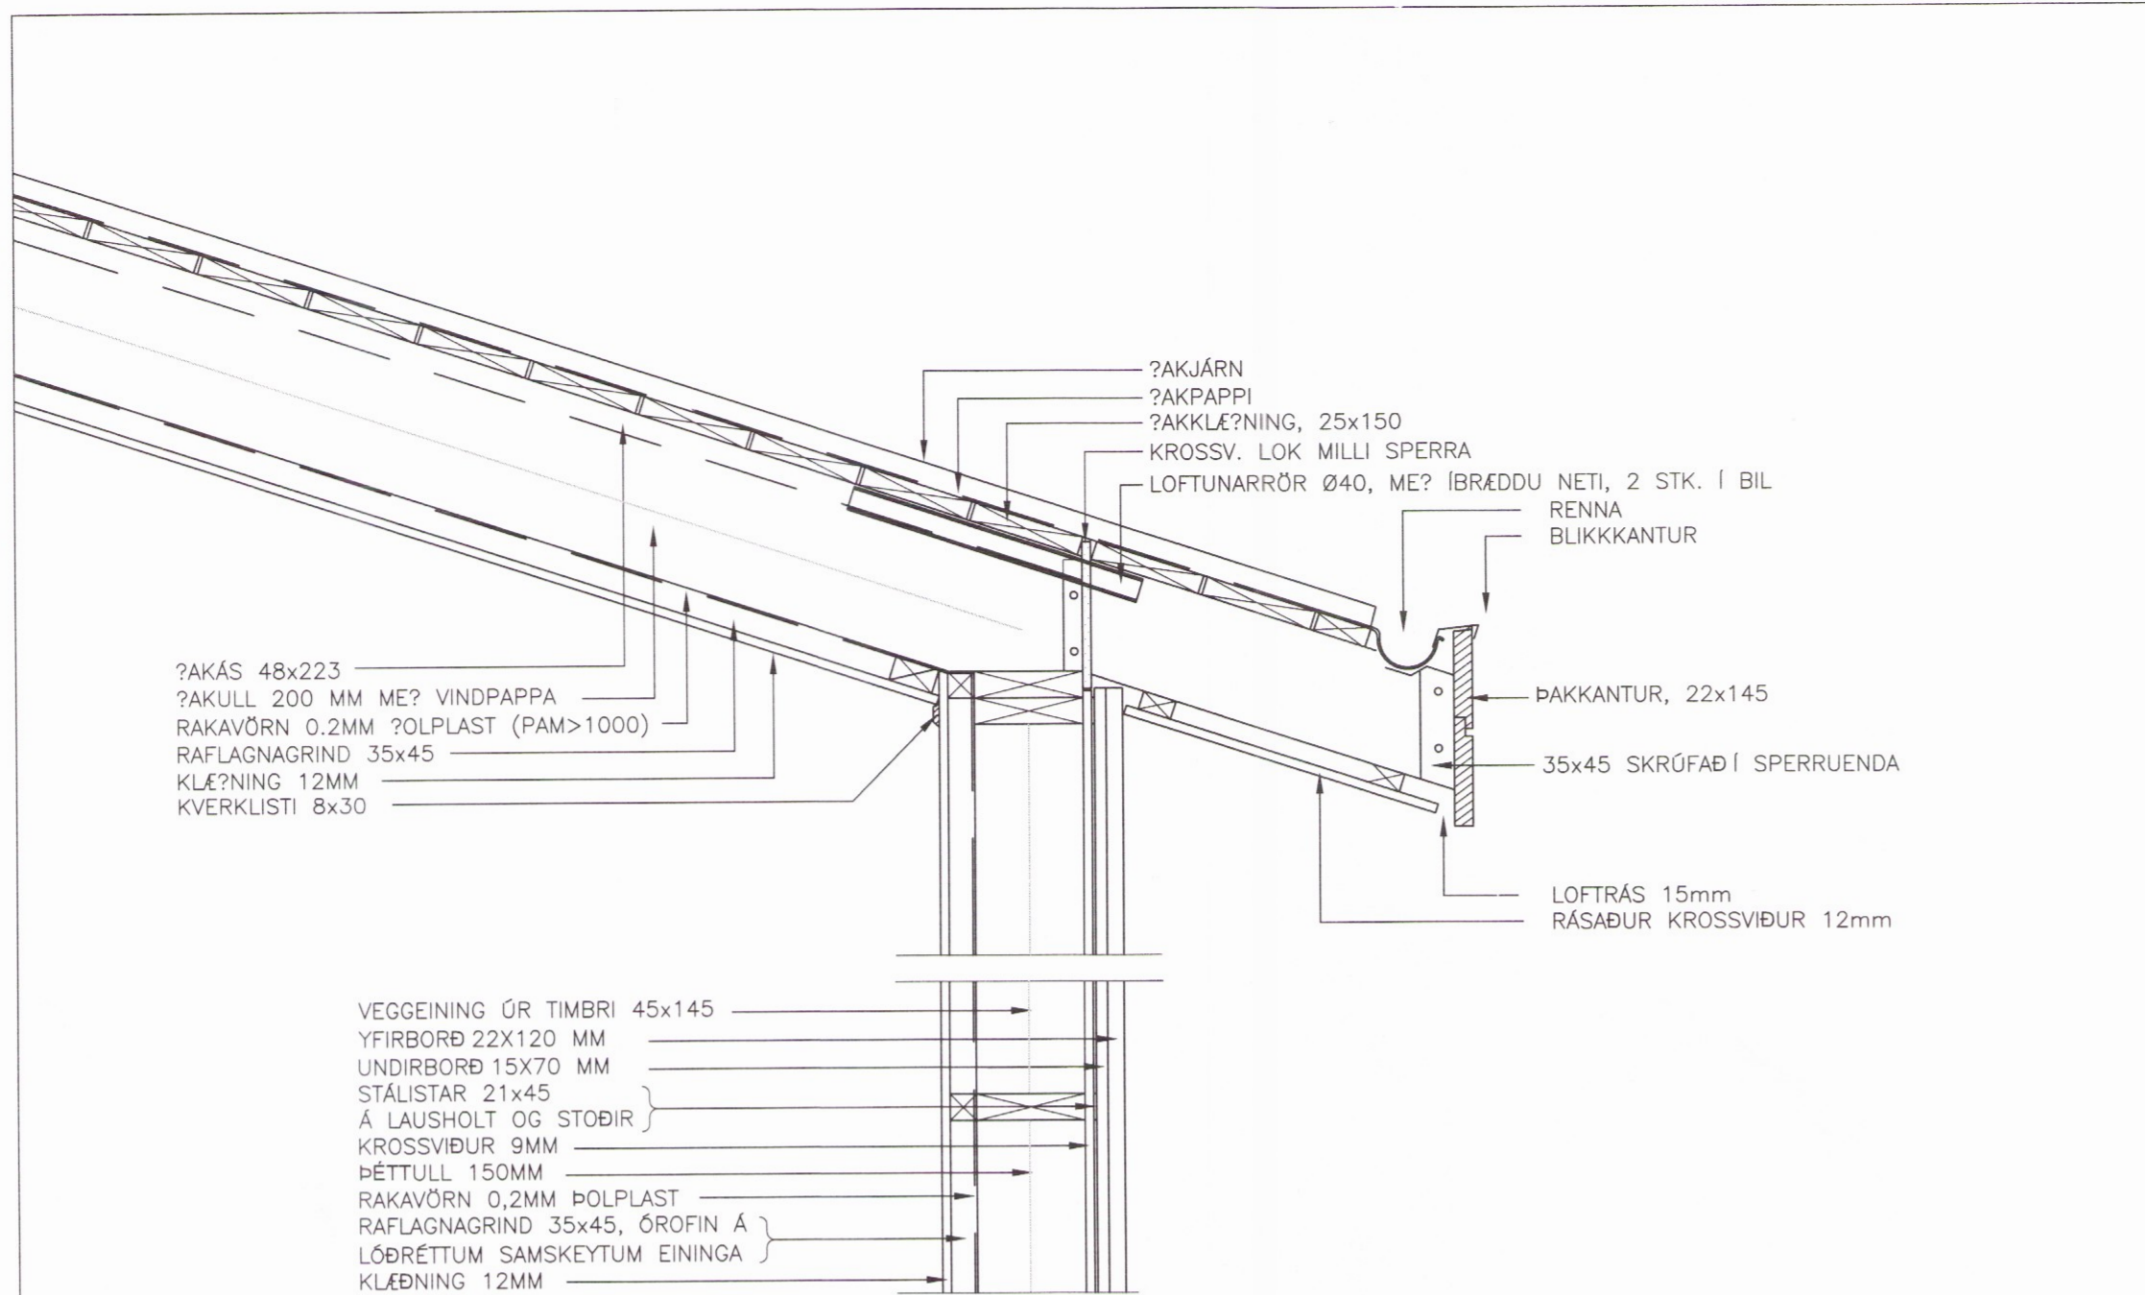 ?AKJÁRN
?AKPAPPI
?AKKLÆ?NING, 25x150
KROSSV. LOK MILLI SPERRA
LOFTUNARRÖR Ø40, ME? ÍBRÆDDU NETI, 2 STK. Í BIL
RENNA
BLIKKKANTUR
?AKÁS 48x223
?AKULL 200 MM ME? VINDPAPPA
RAKAVÖRN 0.2MM ?OLPLAST (PAM>1000)
RAFLAGNAGRIND 35x45
KLÆ?NING 12MM
KVERKLISTI 8x30
ÞAKKANTUR, 22x145
35x45 SKRÚFAÐ Í SPERRUENDA
LOFTRÁS 15mm
RÁSAÐUR KROSSVIÐUR 12mm
VEGGEINING ÚR TIMBRI 45x145
YFIRBORÐ 22X120 MM
UNDIRBORÐ 15X70 MM
STÁLISTAR 21x45
Á LAUSHOLT OG STOÐIR
KROSSVIÐUR 9MM
ÞÉTTULL 150MM
RAKAVÖRN 0,2MM ÞOLPLAST
RAFLAGNAGRIND 35x45, ÓROFIN Á
LÓÐRÉTTUM SAMSKEYTUM EININGA
KLÆÐNING 12MM